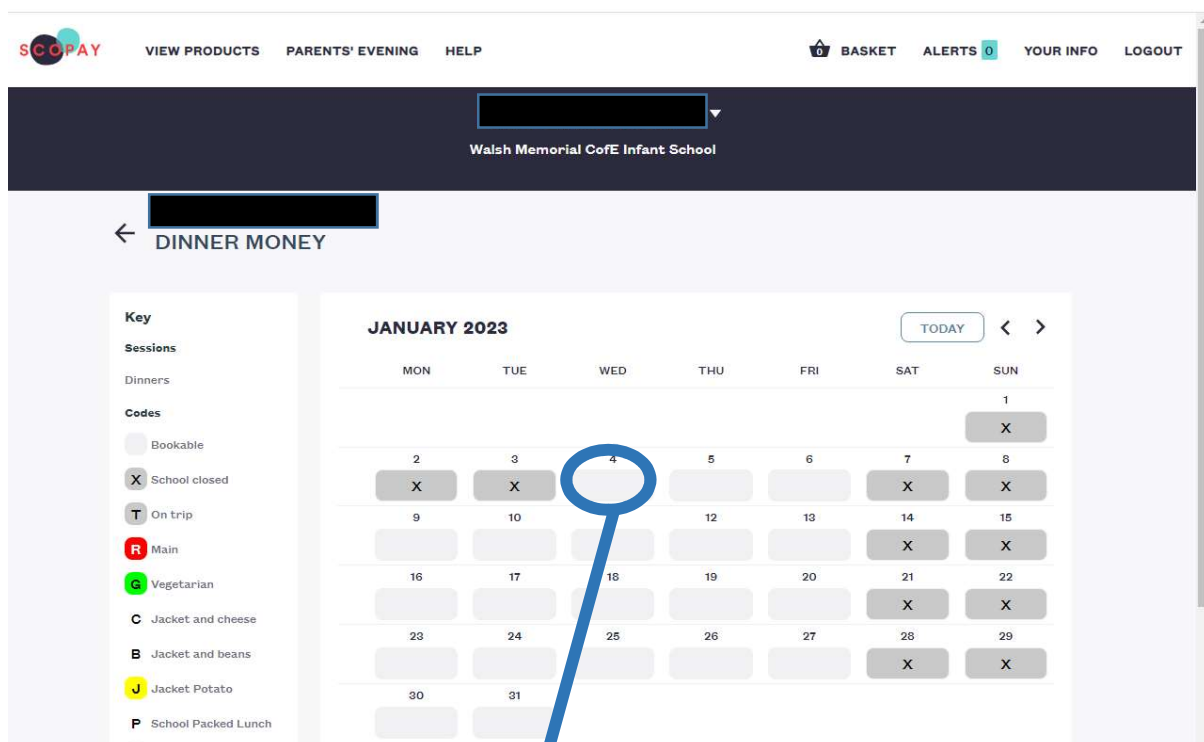 SCOPAY VIEW PRODUCTS PARENTS' EVENING HELP 0 BASKET ALERTS 0 YOUR INFO LOGOUT
Walsh Memorial CofE Infant School
DINNER MONEY
Key
Sessions
Dinners
Codes
Bookable
X School closed
T On trip
R Main
G Vegetarian
C Jacket and cheese
B Jacket and beans
J Jacket Potato
P School Packed Lunch
JANUARY 2023 TODAY
MON TUE WED THU FRI SAT SUN
1
X
2 3 4 5 6 7 8
X X X X
9 10 12 13 14 15
X X
16 17 18 19 20 21 22
X X
23 24 25 26 27 28 29
X X
30 31